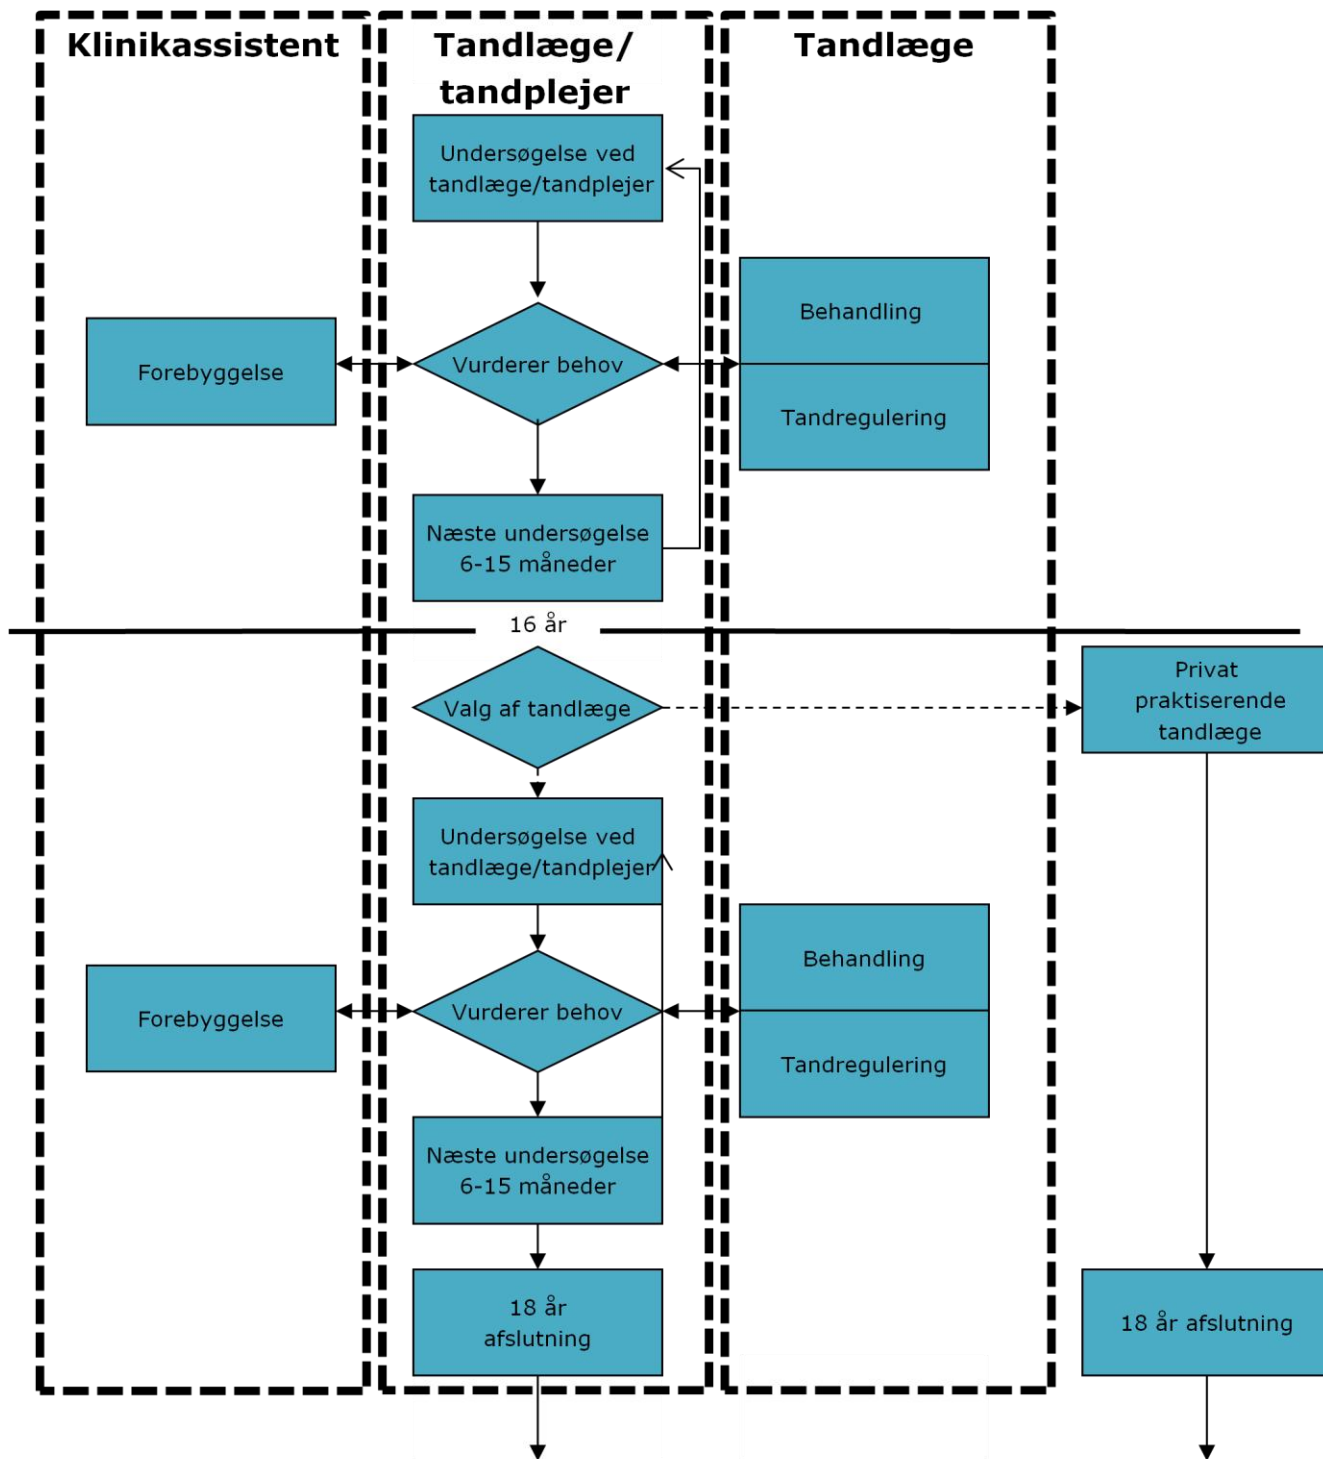 Klinikassistent
Tandlæge/
tandplejer
Tandlæge
Undersøgelse ved
tandlæge/tandplejer
Behandling
Forebyggelse
Vurderer behov
Tandregulering
Næste undersøgelse
6-15 måneder
16 år
Valg af tandlæge
Privat
praktiserende
tandlæge
Undersøgelse ved
tandlæge/tandplejer
Behandling
Forebyggelse
Vurderer behov
Tandregulering
Næste undersøgelse
6-15 måneder
18 år
afslutning
18 år afslutning